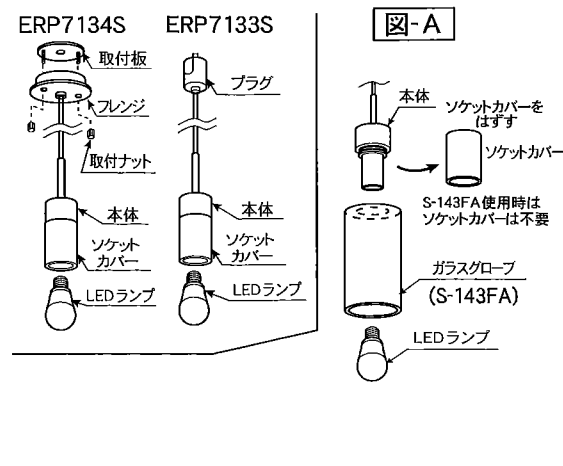 ERP7134S
取付板
フレンジ
取付ナット
本体
ソケット
カバー
LEDランプ
ERP7133S
プラグ
本体
ソケット
カバー
LEDランプ
図-A
本体
ソケットカバーを
はずす
ソケットカバー
S-143FA使用時は
ソケットカバーは不要
ガラスグローブ
(S-143FA)
LEDランプ